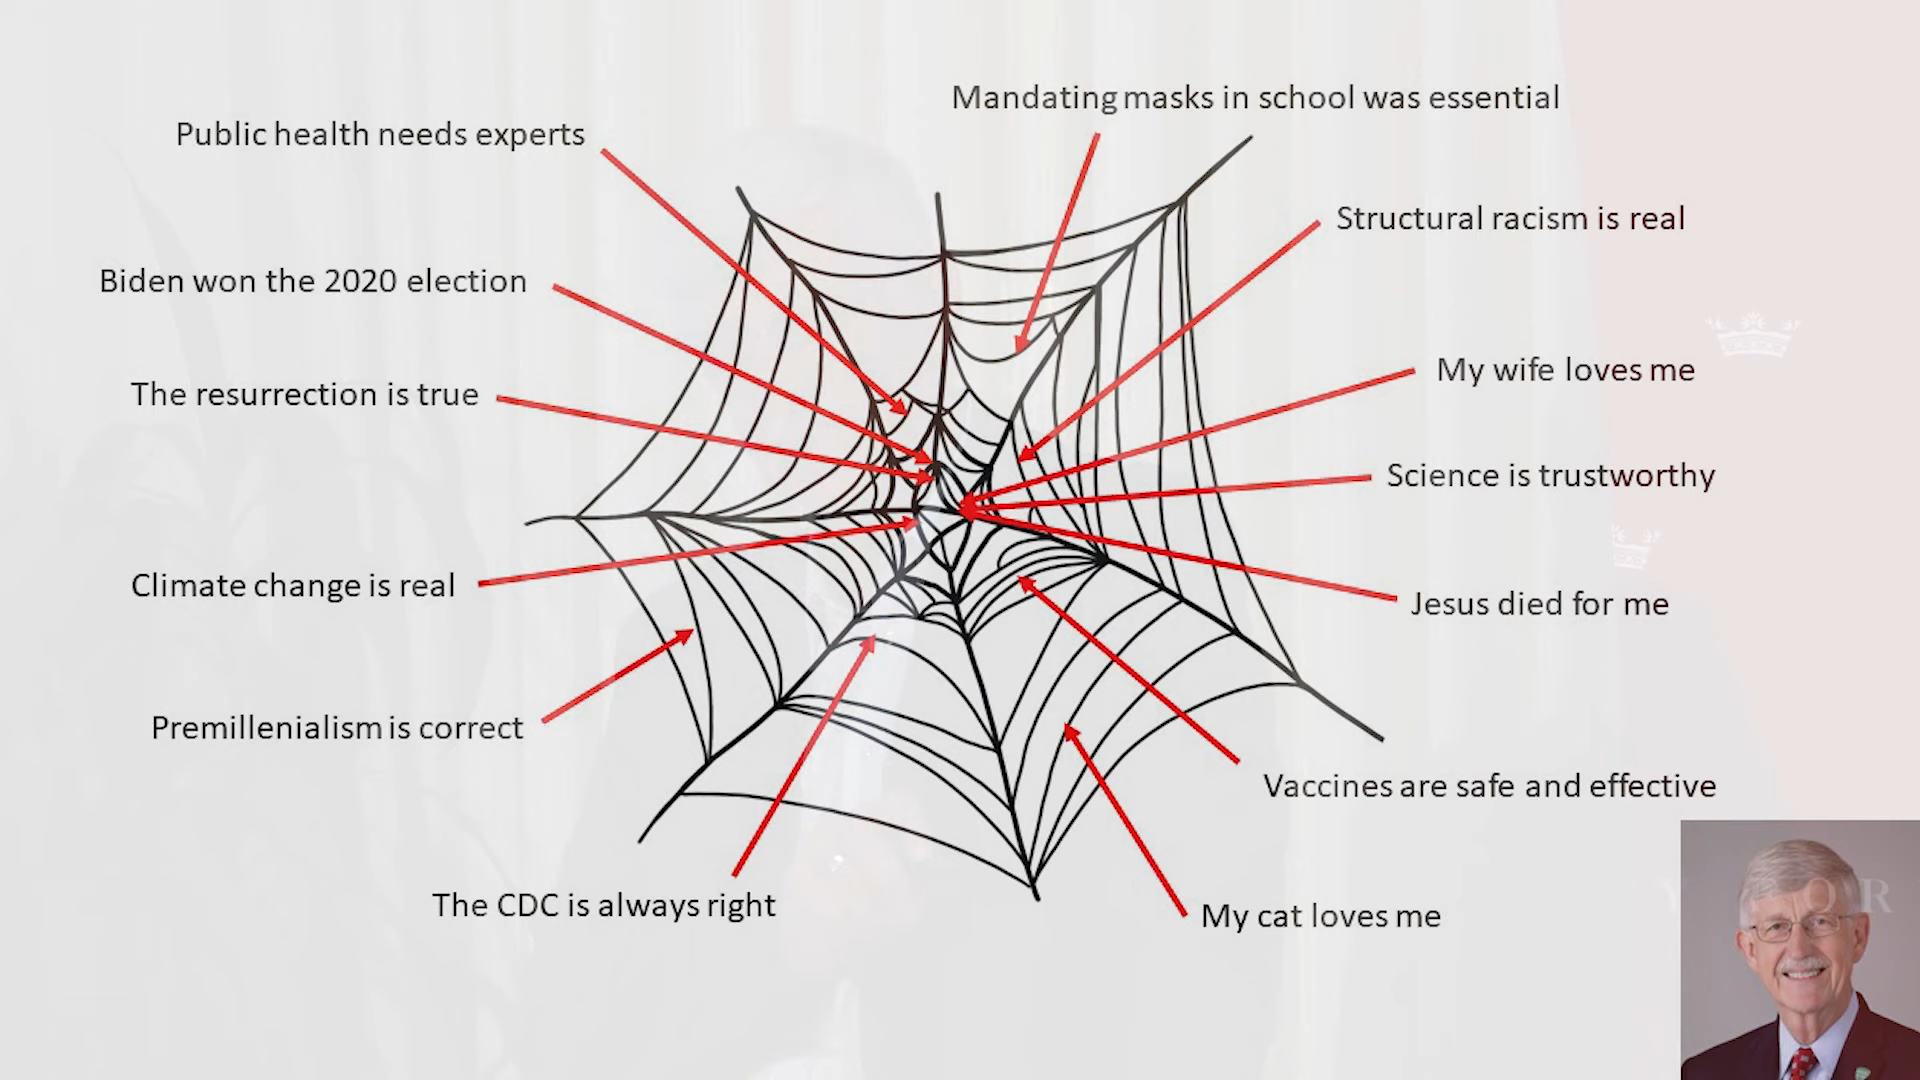 Mandating masks in school was essential
Public health needs experts
Structural racism is real
Biden won the 2020 election
My wife loves me
The resurrection is true
Science is trustworthy
Climate change is real
Jesus died for me
Premillenialism is correct
Vaccines are safe and effective
The CDC is always right
My cat loves me